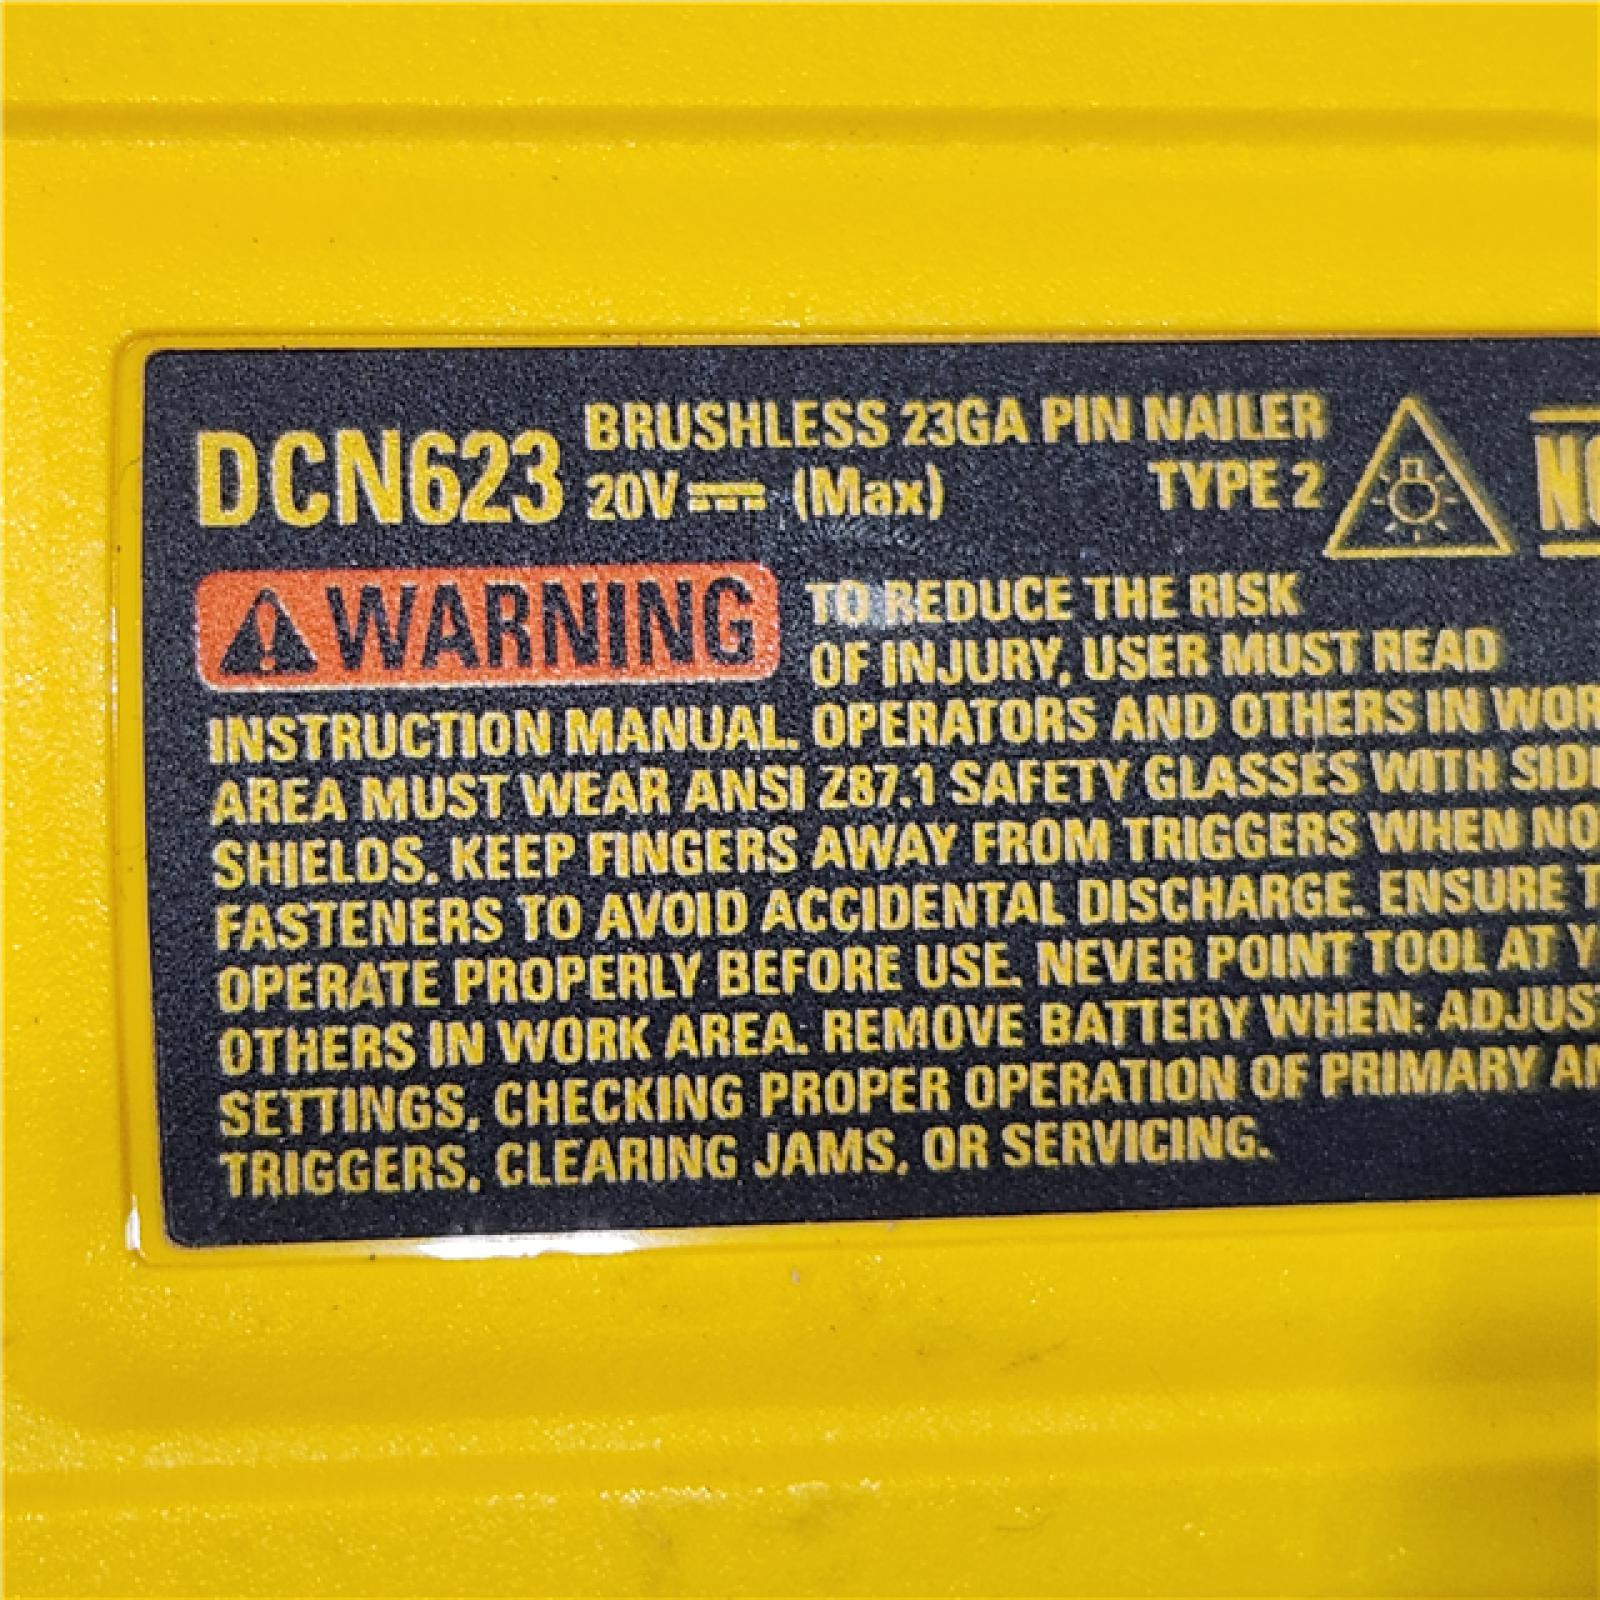 DCN623 BRUSHLESS 23GA PIN NAILER
20V (Max) TYPE 2
WARNING TO REDUCE THE RISK
OF INJURY, USER MUST READ
INSTRUCTION MANUAL. OPERATORS AND OTHERS IN
AREA MUST WEAR ANSI Z87.1 SAFETY GLASSES WITH
SHIELDS. KEEP FINGERS AWAY FROM TRIGGERS WHEN
FASTENERS TO AVOID ACCIDENTAL DISCHARGE. ENSURE
OPERATE PROPERLY BEFORE USE. NEVER POINT TOOL AT
OTHERS IN WORK AREA. REMOVE BATTERY WHEN:
SETTINGS, CHECKING PROPER OPERATION OF PRIMARY
TRIGGERS, CLEARING JAMS, OR SERVICING.